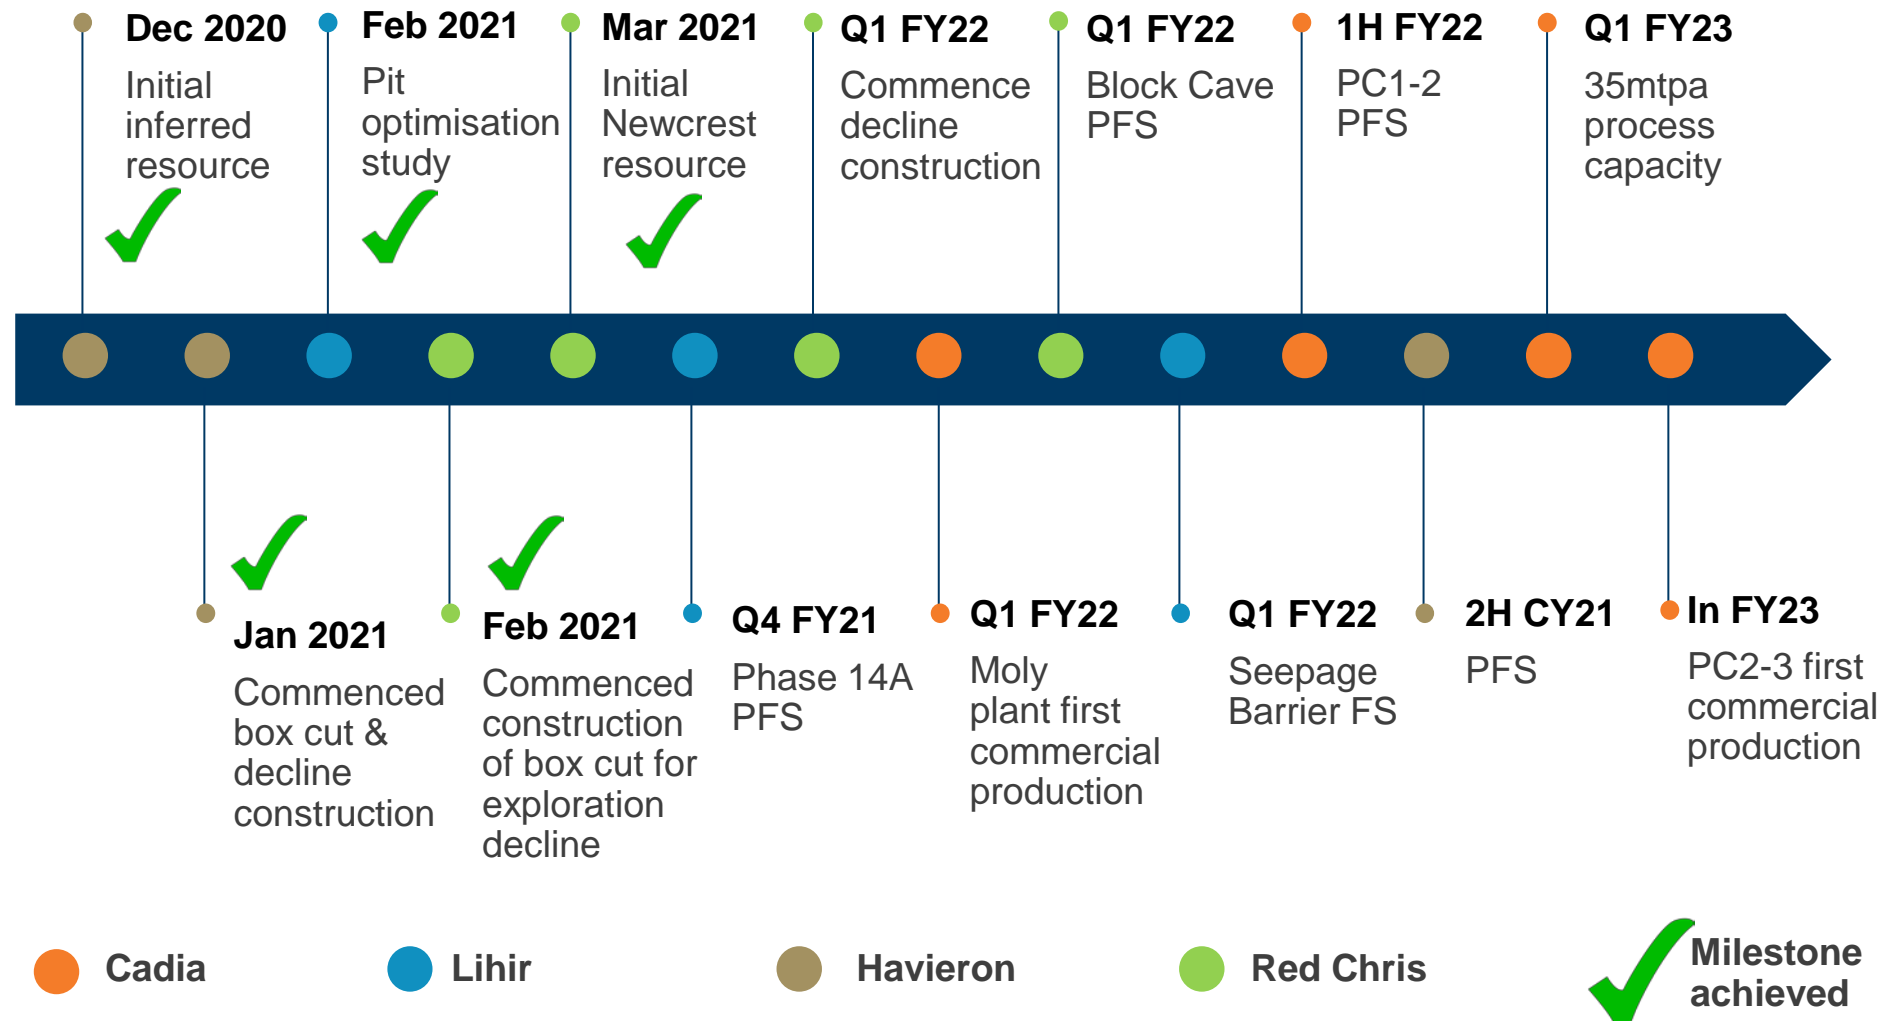 Dec 2020
Initial
inferred
resource
Feb 2021
Pit
optimisation
study
Mar 2021
Initial
Newcrest
resource
Q1 FY22
Commence
decline
construction
Q1 FY22
Block Cave
PFS
1H FY22
PC1-2
PFS
Q1 FY23
35mtpa
process
capacity
Jan 2021
Commenced
box cut &
decline
construction
Feb 2021
Commenced
construction
of box cut for
exploration
decline
Q4 FY21
Phase 14A
PFS
Q1 FY22
Moly
plant first
commercial
production
Q1 FY22
Seepage
Barrier FS
2H CY21
PFS
In FY23
PC2-3 first
commercial
production
Cadia
Lihir
Havieron
Red Chris
Milestone
achieved